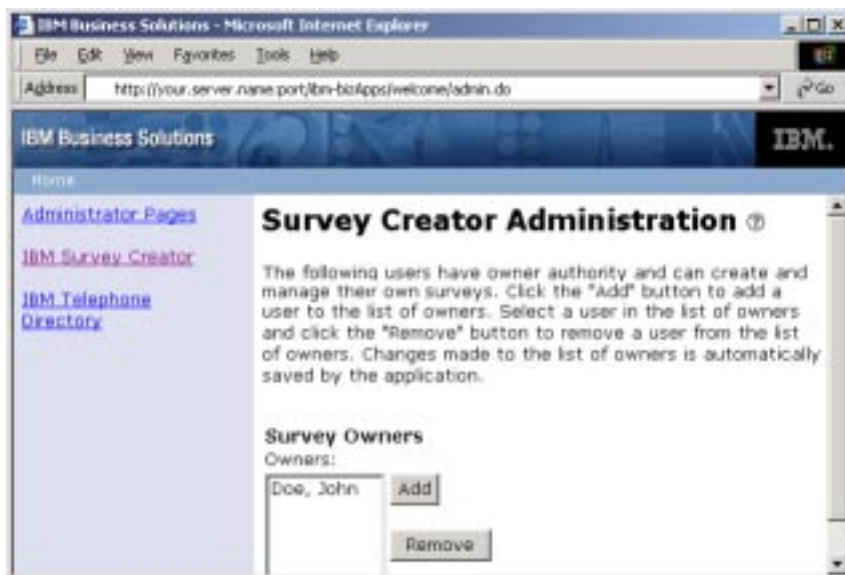 IBM Business Solutions - Microsoft Internet Explorer
File Edit View Favorites Tools Help
Address http://your.server.name:port/ibm-bizApps/welcome/admin.do Go
IBM Business Solutions IBM.
Home
Administrator Pages
IBM Survey Creator
IBM Telephone
Directory
Survey Creator Administration ?
The following users have owner authority and can create and
manage their own surveys. Click the "Add" button to add a
user to the list of owners. Select a user in the list of owners
and click the "Remove" button to remove a user from the list
of owners. Changes made to the list of owners is automatically
saved by the application.
Survey Owners
Owners:
Doe, John Add
Remove